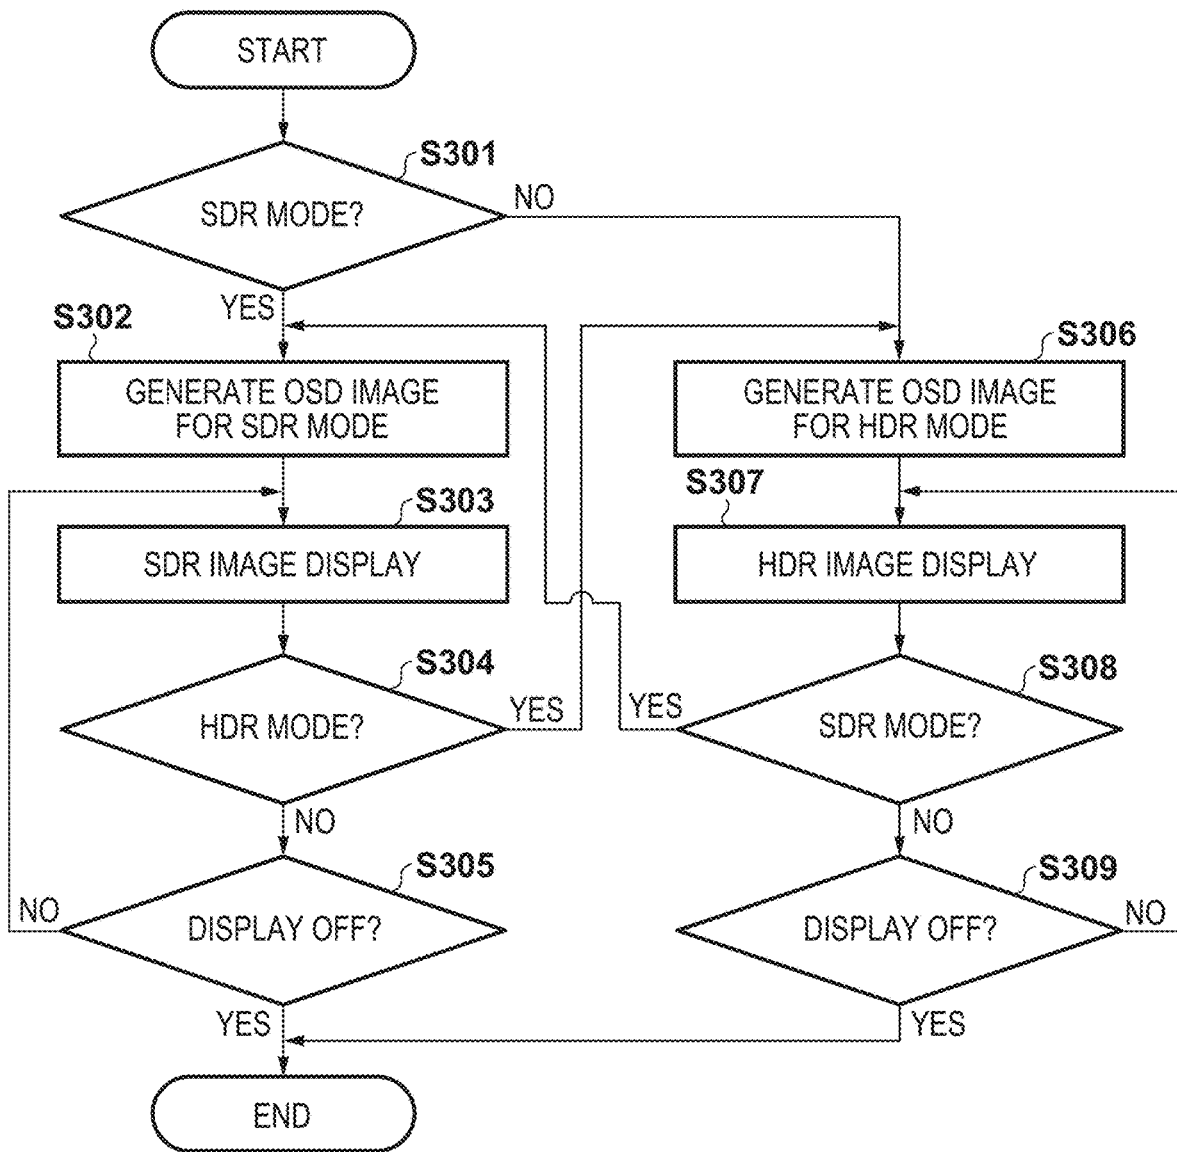 START
S301
SDR MODE?
NO
YES
S302
GENERATE OSD IMAGE
FOR SDR MODE
S306
GENERATE OSD IMAGE
FOR HDR MODE
S303
SDR IMAGE DISPLAY
S307
HDR IMAGE DISPLAY
S304
HDR MODE?
YES
NO
S308
SDR MODE?
YES
NO
S305
DISPLAY OFF?
NO
YES
S309
DISPLAY OFF?
NO
YES
END